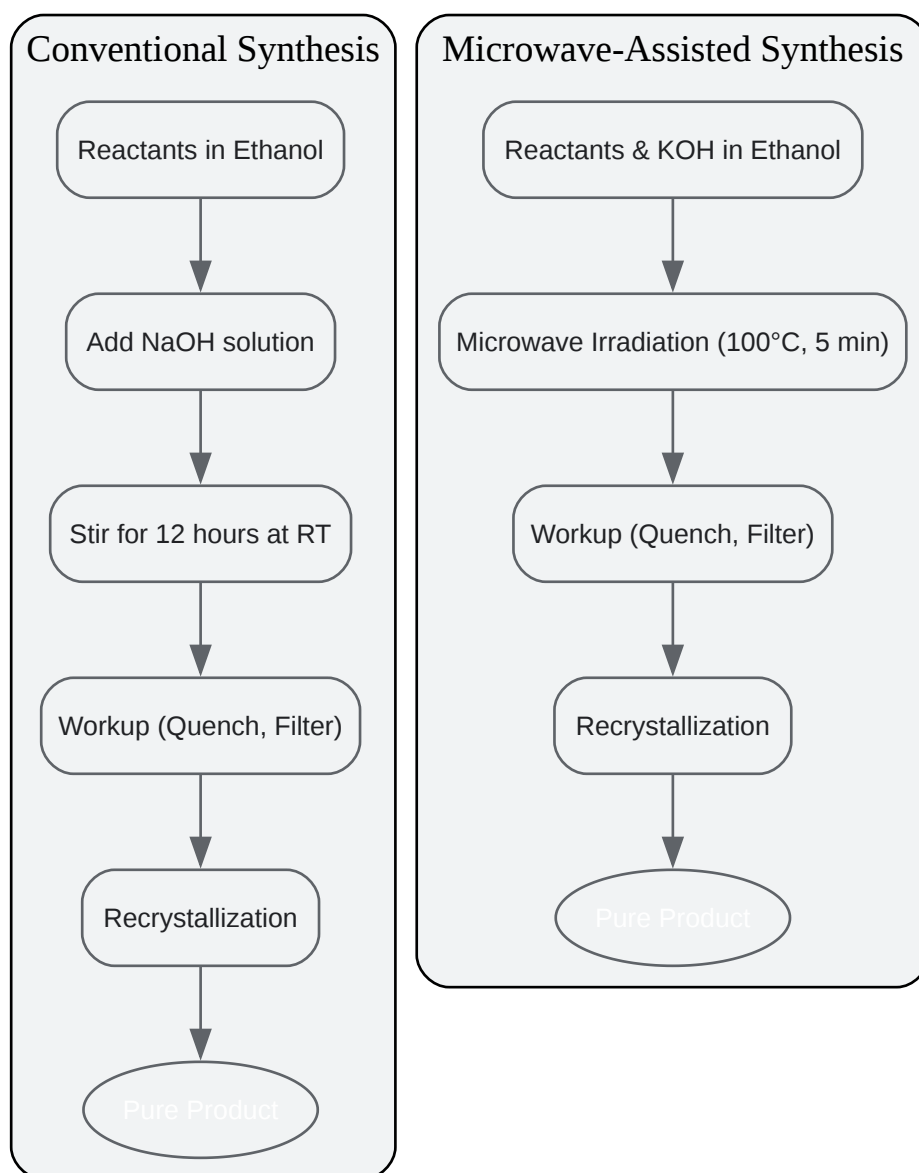 Conventional Synthesis
Reactants in Ethanol
Add NaOH solution
Stir for 12 hours at RT
Workup (Quench, Filter)
Recrystallization
Pure Product
Microwave-Assisted Synthesis
Reactants & KOH in Ethanol
Microwave Irradiation (100°C, 5 min)
Workup (Quench, Filter)
Recrystallization
Pure Product